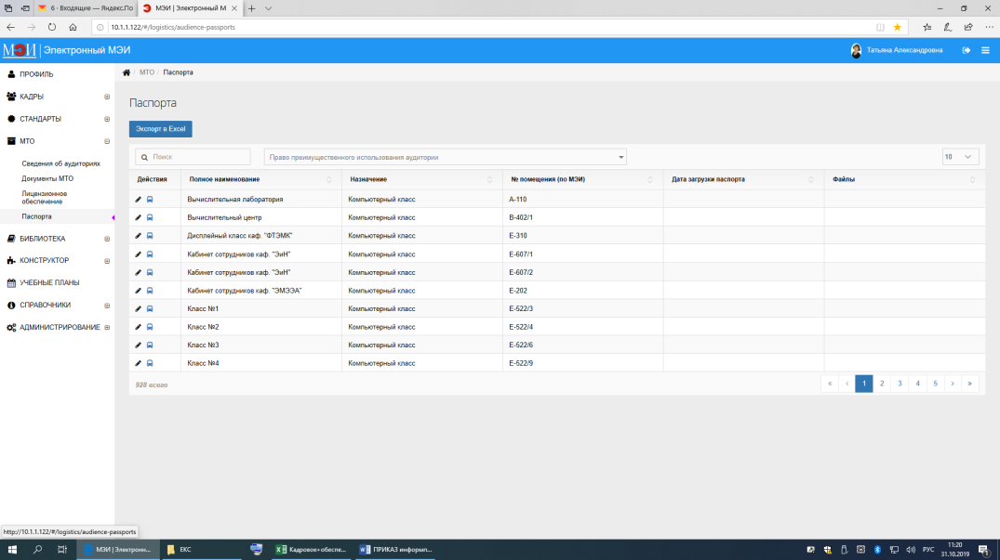 6 - Входящие — Яндекс.По
МЭИ | Электронный М
10.1.1.122/#/logistics/audience-passports
МЭИ | Электронный МЭИ
Татьяна Александровна
ПРОФИЛЬ
КАДРЫ
СТАНДАРТЫ
МТО
Сведения об аудиториях
Документы МТО
Лицензионное
обеспечение
Паспорта
БИБЛИОТЕКА
КОНСТРУКТОР
УЧЕБНЫЕ ПЛАНЫ
СПРАВОЧНИКИ
АДМИНИСТРИРОВАНИЕ
/ МТО / Паспорта
Паспорта
Экспорт в Excel
Поиск
Право преимущественного использования аудитории
10
Действия Полное наименование Назначение № помещения (по МЭИ) Дата загрузки паспорта Файлы
Вычислительная лаборатория Компьютерный класс А-110
Вычислительный центр Компьютерный класс В-402/1
Дисплейный класс каф. "ФТЭМК" Компьютерный класс Е-310
Кабинет сотрудников каф. "ЭиН" Компьютерный класс Е-607/1
Кабинет сотрудников каф. "ЭиН" Компьютерный класс Е-607/2
Кабинет сотрудников каф. "ЭМЭЭА" Компьютерный класс Е-202
Класс №1 Компьютерный класс Е-522/3
Класс №2 Компьютерный класс Е-522/4
Класс №3 Компьютерный класс Е-522/6
Класс №4 Компьютерный класс Е-522/9
928 всего
« ‹ 1 2 3 4 5 › »
http://10.1.1.122/#/logistics/audience-passports
МЭИ | Электронн...
ЕКС
Кадровое+обеспе...
ПРИКАЗ информп...
РУС
11:20
31.10.2019